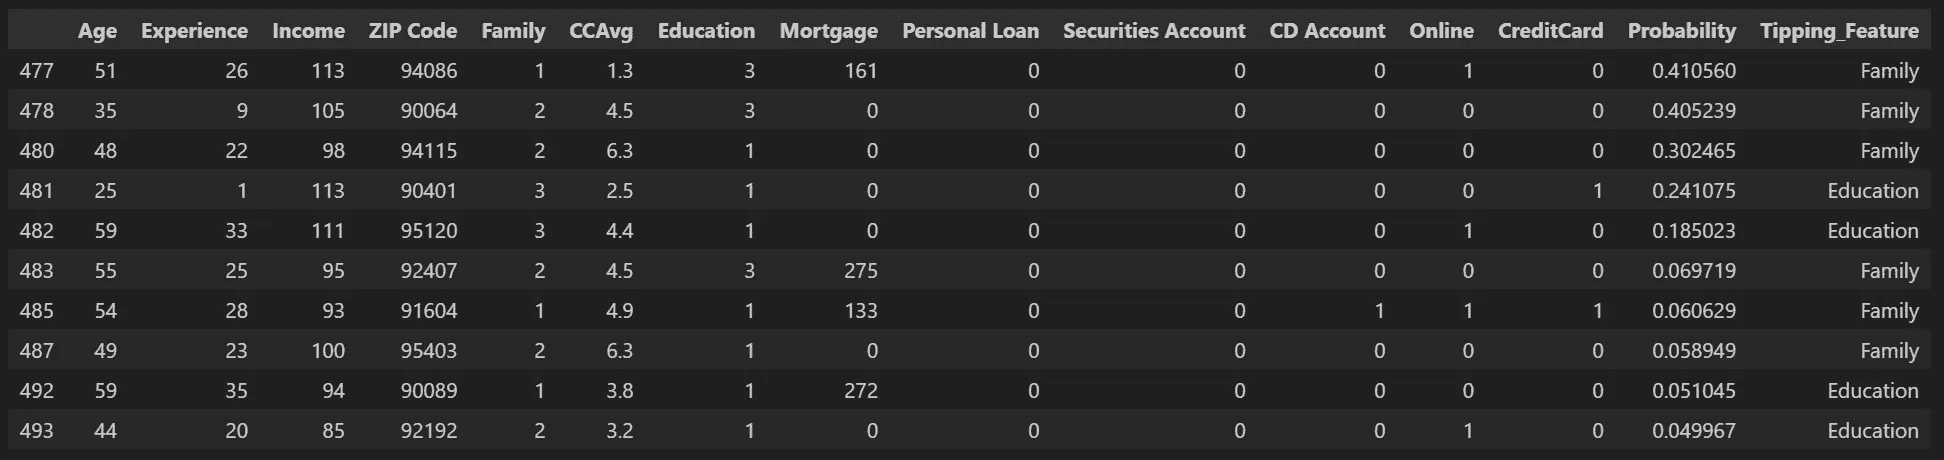 Age Experience Income ZIP Code Family CCAvg Education Mortgage Personal Loan Securities Account CD Account Online CreditCard Probability Tipping_Feature
477 51 26 113 94086 1 1.3 3 161 0 0 0 1 0 0.410560 Family
478 35 9 105 90064 2 4.5 3 0 0 0 0 0 0 0.405239 Family
480 48 22 98 94115 2 6.3 1 0 0 0 0 0 0 0.302465 Family
481 25 1 113 90401 3 2.5 1 0 0 0 0 0 1 0.241075 Education
482 59 33 111 95120 3 4.4 1 0 0 0 0 1 0 0.185023 Education
483 55 25 95 92407 2 4.5 3 275 0 0 0 0 0 0.069719 Family
485 54 28 93 91604 1 4.9 1 133 0 0 1 1 1 0.060629 Family
487 49 23 100 95403 2 6.3 1 0 0 0 0 0 0 0.058949 Family
492 59 35 94 90089 1 3.8 1 272 0 0 0 0 0 0.051045 Education
493 44 20 85 92192 2 3.2 1 0 0 0 0 1 0 0.049967 Education